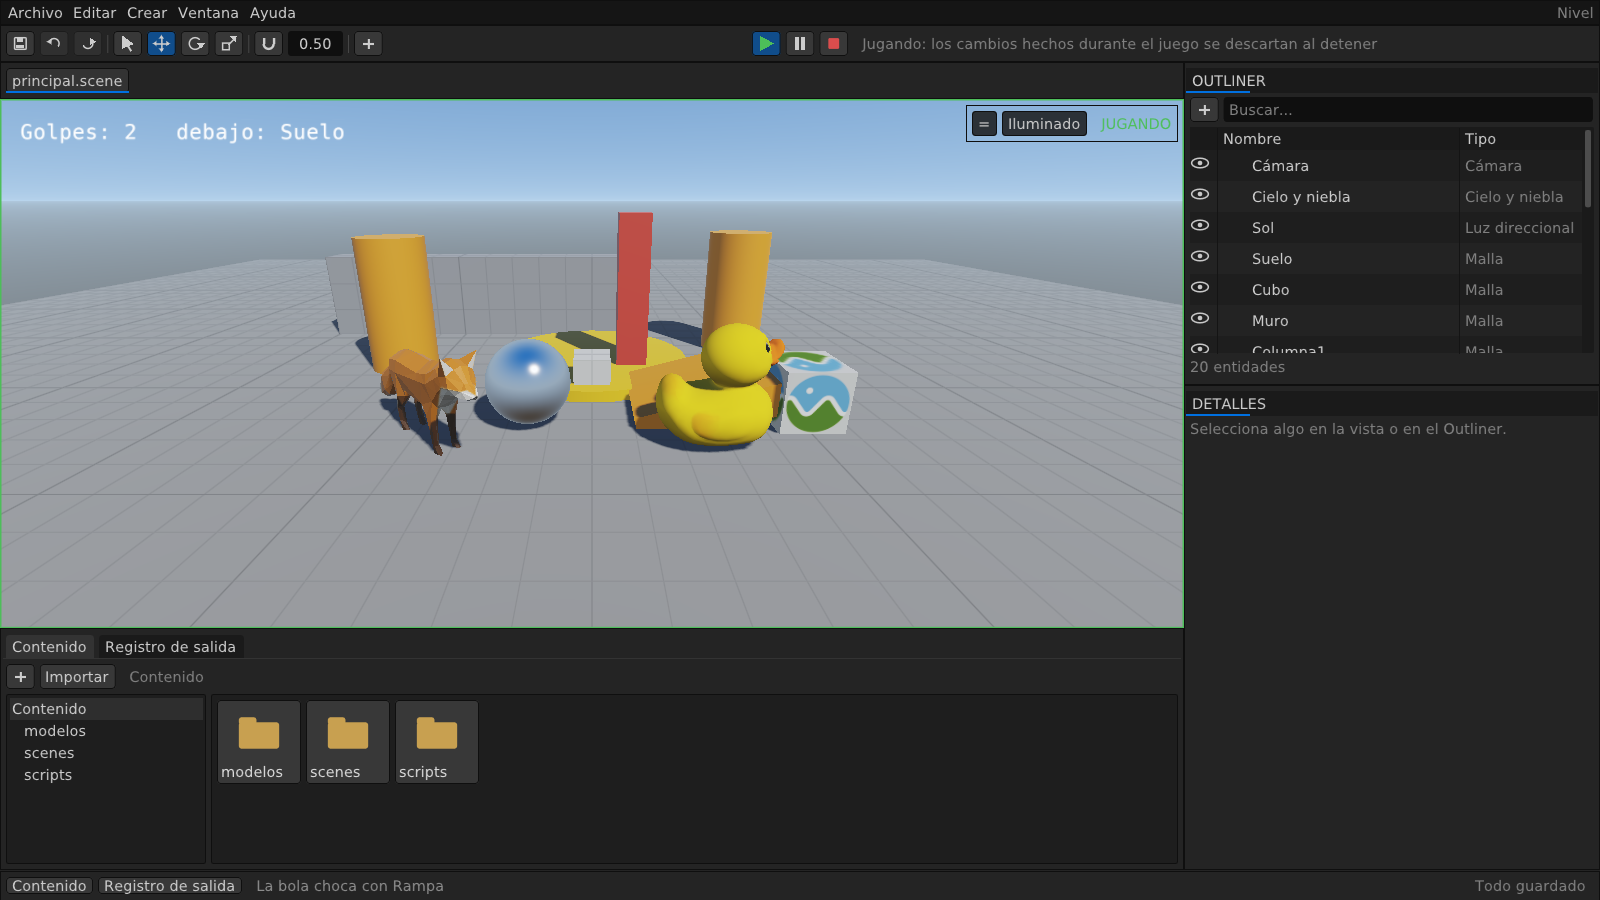 Archivo Editar Crear Ventana Ayuda Nivel
0.50 Jugando: los cambios hechos durante el juego se descartan al detener
principal.scene
Golpes: 2 debajo: Suelo
= Iluminado JUGANDO
OUTLINER
+ Buscar...
Nombre Tipo
Cámara Cámara
Cielo y niebla Cielo y niebla
Sol Luz direccional
Suelo Malla
Cubo Malla
Muro Malla
Columna1 Malla
20 entidades
DETALLES
Selecciona algo en la vista o en el Outliner.
Contenido Registro de salida
+ Importar Contenido
Contenido
modelos
scenes
scripts
modelos scenes scripts
Contenido Registro de salida La bola choca con Rampa Todo guardado